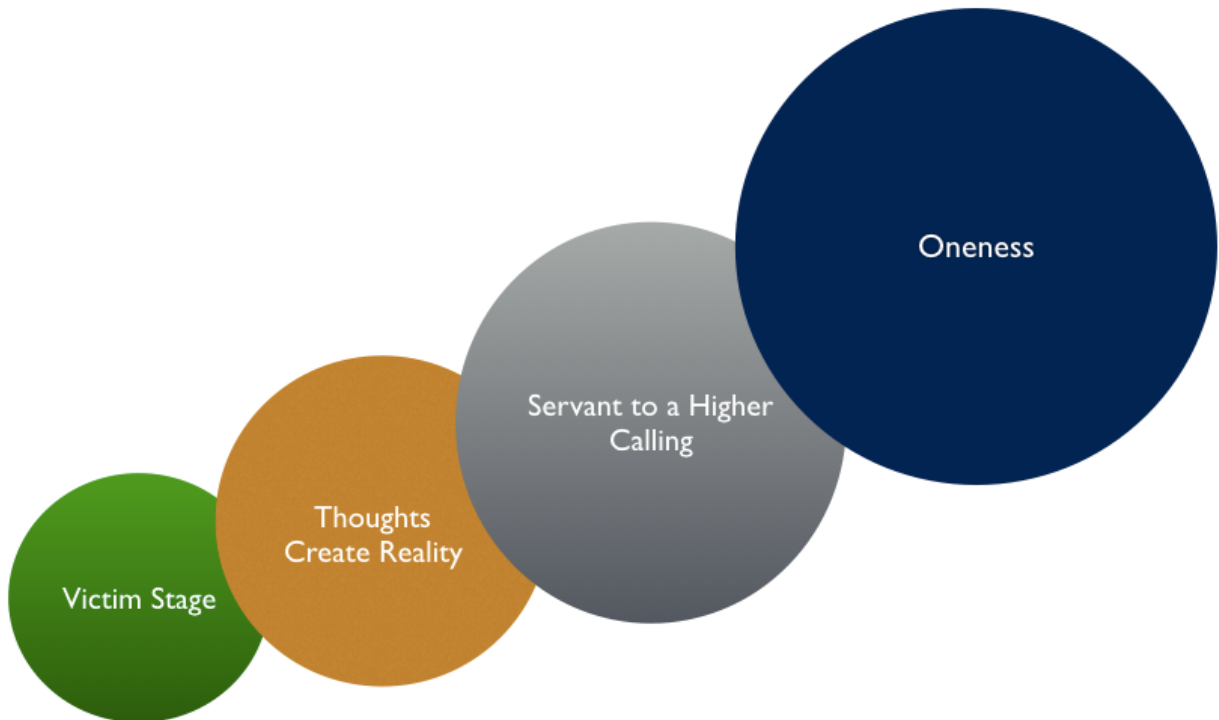 Victim Stage
Thoughts
Create Reality
Servant to a Higher
Calling
Oneness